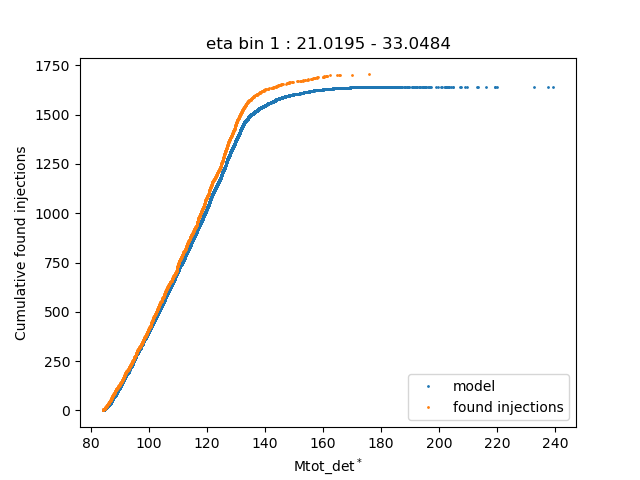 eta bin 1 : 21.0195 - 33.0484
1750
1500
1250
1000
750
500
250
0
Cumulative found injections
model
found injections
80 100 120 140 160 180 200 220 240
Mtot_det*